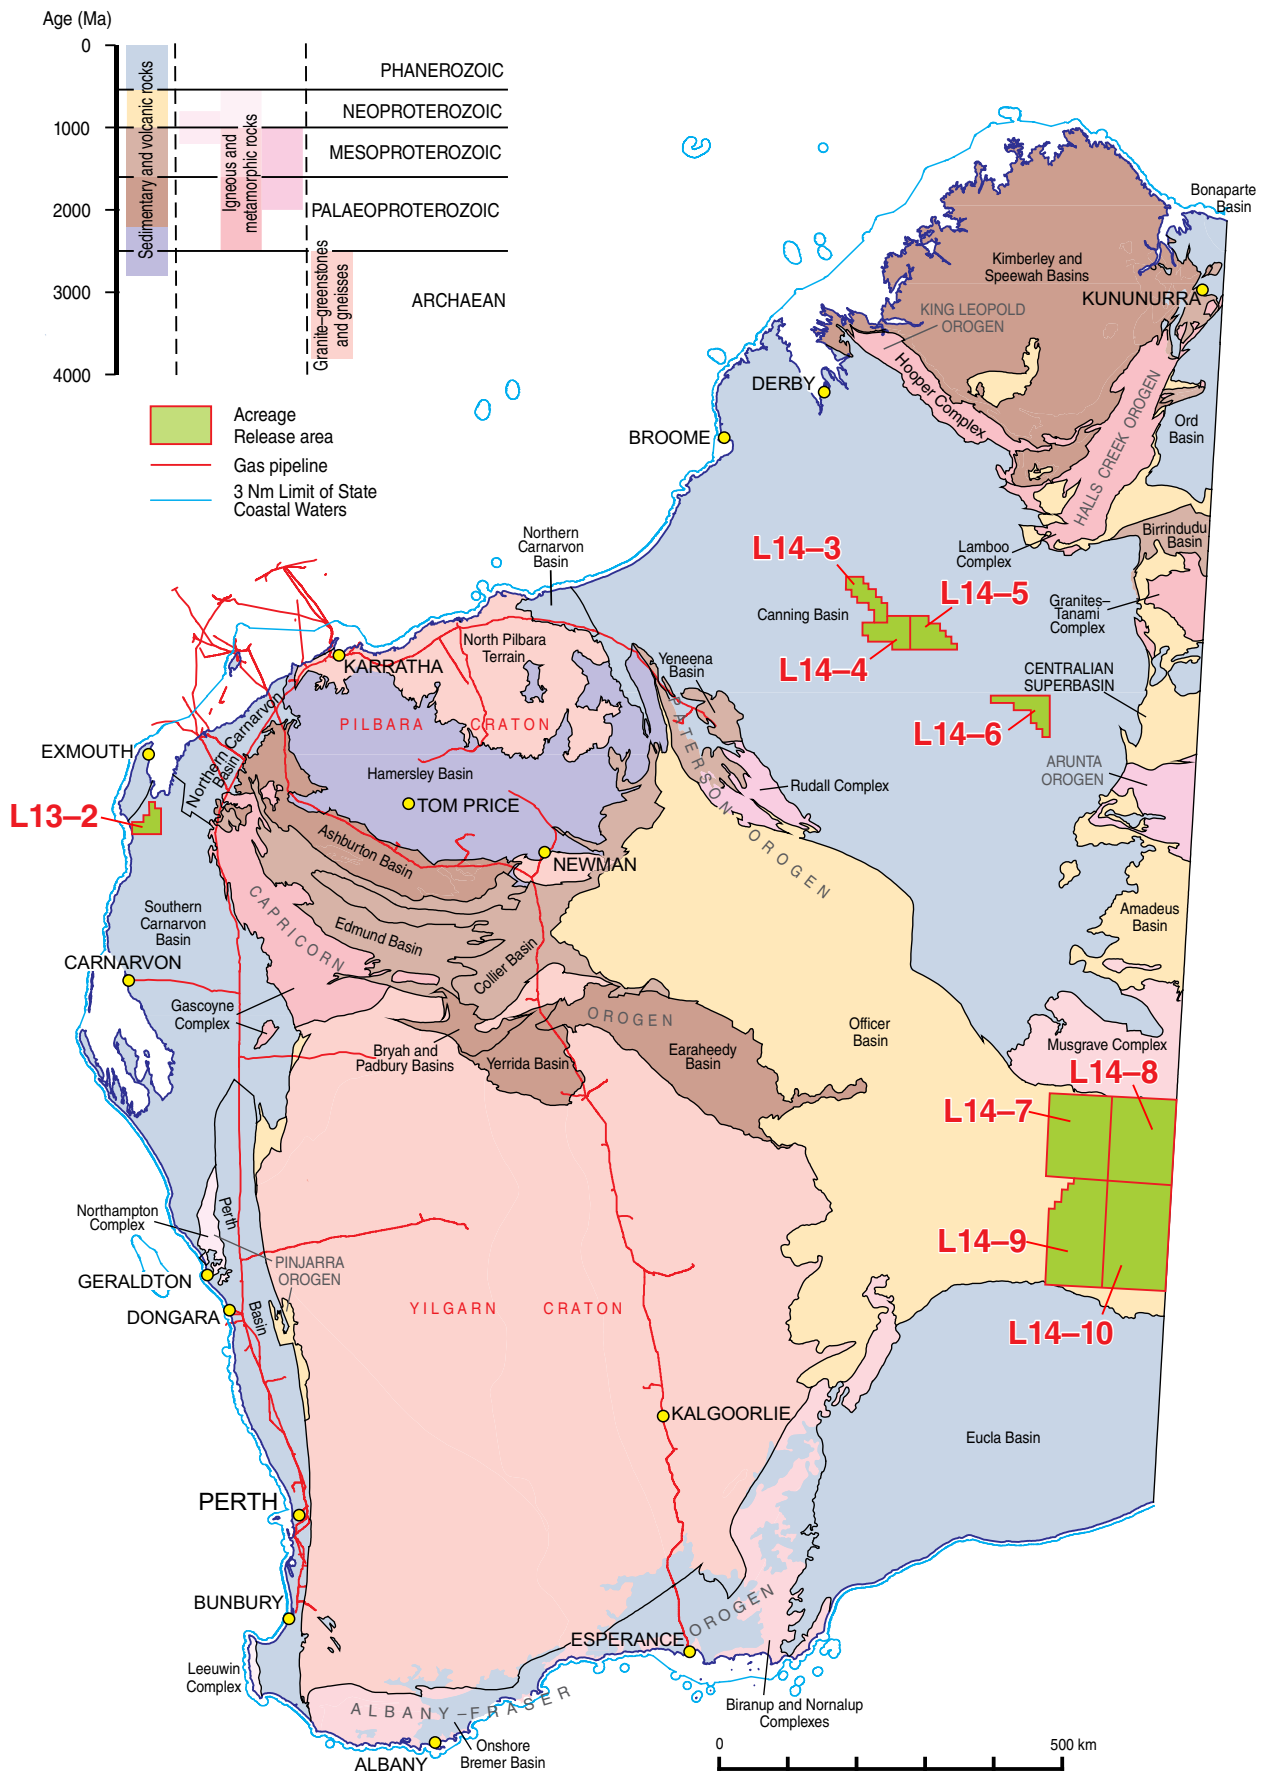 Age (Ma)
0
1000
2000
3000
4000
Sedimentary and volcanic rocks
Igneous and
metamorphic rocks
Granite–greenstones
and gneisses
PHANEROZOIC
NEOPROTEROZOIC
MESOPROTEROZOIC
PALAEOPROTEROZOIC
ARCHAEAN
Acreage
Release area
Gas pipeline
3 Nm Limit of State
Coastal Waters
Bonaparte
Basin
Kimberley and
Speewah Basins
KUNUNURRA
KING LEOPOLD
OROGEN
Hooper Complex
HALLS CREEK OROGEN
DERBY
BROOME
Ord
Basin
Birrindudu
Basin
Lamboo
Complex
Northern
Carnarvon
Basin
L14–3
Canning Basin
L14–5
L14–4
Granites–
Tanami
Complex
CENTRALIAN
SUPERBASIN
L14–6
ARUNTA
OROGEN
North Pilbara
Terrain
KARRATHA
Yeneena
Basin
PILBARA CRATON
PATERSON OROGEN
Northern Carnarvon
Basin
EXMOUTH
Hamersley Basin
TOM PRICE
Rudall Complex
L13–2
Ashburton Basin
NEWMAN
CAPRICORN
Southern
Carnarvon
Basin
Edmund Basin
Collier Basin
Amadeus
Basin
CARNARVON
Gascoyne
Complex
OROGEN
Officer
Basin
Bryah and
Padbury Basins
Yerrida Basin
Earaheedy
Basin
Musgrave Complex
L14–8
L14–7
Perth
Basin
Northampton
Complex
L14–9
PINJARRA
OROGEN
GERALDTON
DONGARA
YILGARN CRATON
L14–10
KALGOORLIE
Eucla Basin
PERTH
BUNBURY
ESPERANCE
OROGEN
Leeuwin
Complex
ALBANY–FRASER
Biranup and Nornalup
Complexes
Onshore
Bremer Basin
ALBANY
0
500 km